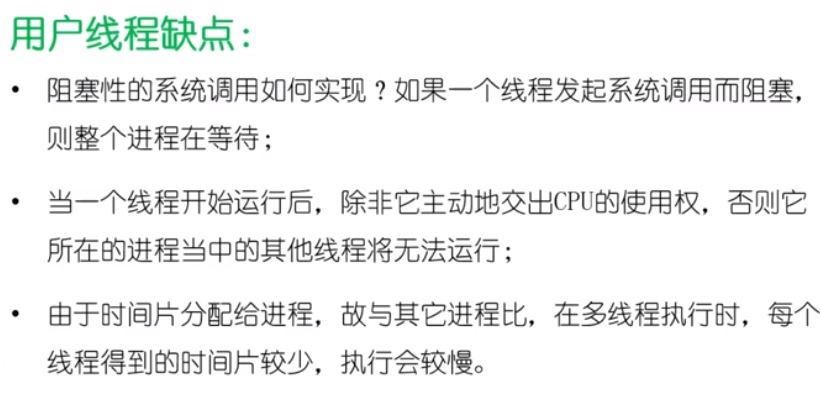 用户线程缺点：
• 阻塞性的系统调用如何实现？如果一个线程发起系统调用而阻塞，
则整个进程在等待；
• 当一个线程开始运行后，除非它主动地交出CPU的使用权，否则它
所在的进程当中的其他线程将无法运行；
• 由于时间片分配给进程，故与其它进程比，在多线程执行时，每个
线程得到的时间片较少，执行会较慢。